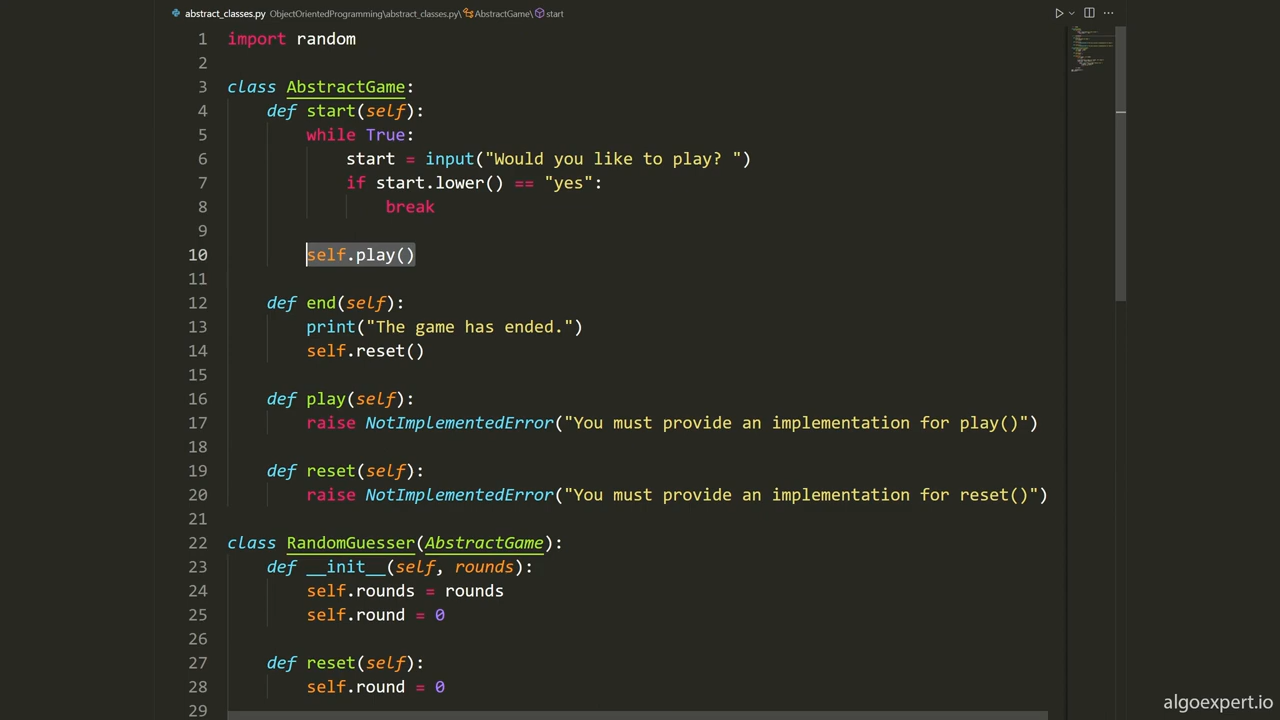 abstract_classes.py ObjectOrientedProgramming\abstract_classes.py\AbstractGame\start
1 import random
2
3 class AbstractGame:
4     def start(self):
5         while True:
6             start = input("Would you like to play? ")
7             if start.lower() == "yes":
8                 break
9
10         self.play()
11
12     def end(self):
13         print("The game has ended.")
14         self.reset()
15
16     def play(self):
17         raise NotImplementedError("You must provide an implementation for play()")
18
19     def reset(self):
20         raise NotImplementedError("You must provide an implementation for reset()")
21
22 class RandomGuesser(AbstractGame):
23     def __init__(self, rounds):
24         self.rounds = rounds
25         self.round = 0
26
27     def reset(self):
28         self.round = 0
29
algoexpert.io